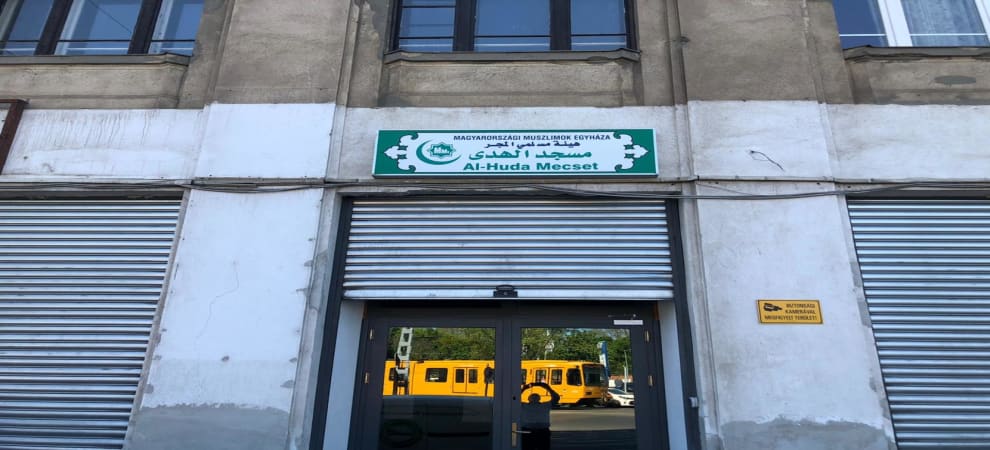 MAGYARORSZÁGI MUSZLIMOK EGYHÁZA
هيئة مسلمي المجر
مسجد الهدى
Al-Huda Mecset
BIZTONSÁGI
KAMERÁVAL
MEGFIGYELT TERÜLET!